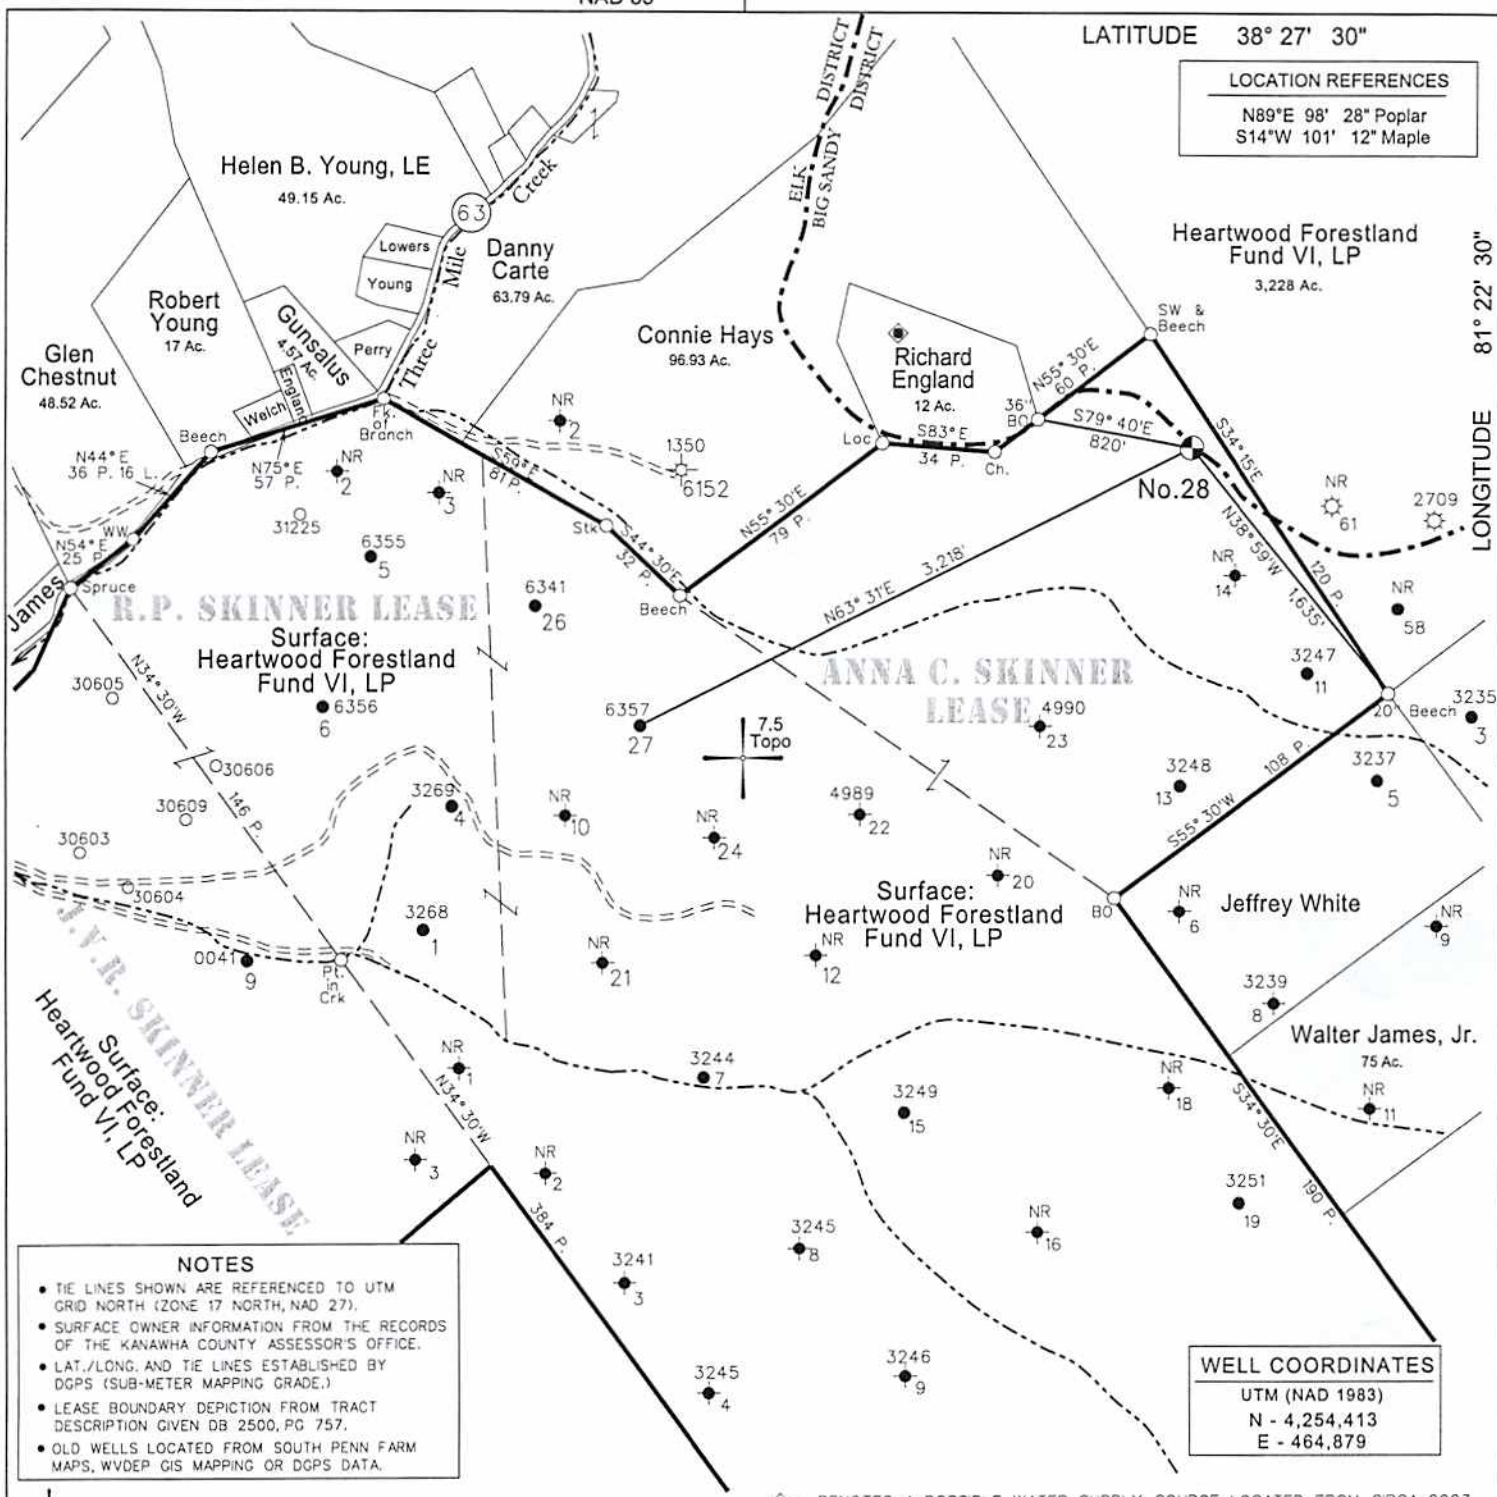 NAD 83
LATITUDE 38° 27' 30"
LOCATION REFERENCES
N89°E 98' 28" Poplar
S14°W 101' 12" Maple
LONGITUDE 81° 22' 30"
ELK DISTRICT
BIG SANDY DISTRICT
Heartwood Forestland
Fund VI, LP
3,228 Ac.
Helen B. Young, LE
49.15 Ac.
63
Three Mile Creek
Lowers
Young
Perry
Danny
Carte
63.79 Ac.
Robert
Young
17 Ac.
Gunsalus
4.57 Ac.
England
Welch
Glen
Chestnut
48.52 Ac.
Connie Hays
96.93 Ac.
Richard
England
12 Ac.
SW &
Beech
N55° 30'E
60 P.
36"
BO
S79° 40'E
820'
Loc
S83°E
34 P.
Ch.
No.28
S34° 15'E
120 P.
N38° 59'W
1,635'
NR
61
2709
NR
14
NR
58
3247
11
20"
Beech
3235
3
3237
5
Beech
N44°E
36 P. 16 L.
N75°E
57 P.
Fk.
of
Branch
NR
2
NR
2
NR
3
1350
6152
S59°E
81 P.
31225
WW
N54°E
25 P.
Spruce
James
6355
5
Stk
S44° 30'E
32 P.
Beech
N55° 30'E
79 P.
N63° 31'E 3,218'
R.P. SKINNER LEASE
Surface:
Heartwood Forestland
Fund VI, LP
6341
26
ANNA C. SKINNER
LEASE
4990
23
30605
N34° 30'W
146 P.
6356
6
6357
27
7.5
Topo
30606
30609
30603
30604
3269
4
NR
10
NR
24
4989
22
3248
13
S55° 30'W
108 P.
NR
20
Surface:
Heartwood Forestland
Fund VI, LP
BO
NR
6
Jeffrey White
NR
9
3268
1
0041
9
Pt.
in
Crk
NR
21
NR
12
3239
8
Walter James, Jr.
75 Ac.
NR
11
J.V.R. SKINNER LEASE
Surface:
Heartwood Forestland
Fund VI, LP
NR
1
N34° 30'W
384 P.
3244
7
3249
15
NR
18
S34° 30'E
190 P.
NR
3
NR
2
3251
19
NR
16
3245
8
3241
3
3245
4
3246
9
NOTES
• TIE LINES SHOWN ARE REFERENCED TO UTM
GRID NORTH (ZONE 17 NORTH, NAD 27).
• SURFACE OWNER INFORMATION FROM THE RECORDS
OF THE KANAWHA COUNTY ASSESSOR'S OFFICE.
• LAT./LONG. AND TIE LINES ESTABLISHED BY
DGPS (SUB-METER MAPPING GRADE.)
• LEASE BOUNDARY DEPICTION FROM TRACT
DESCRIPTION GIVEN DB 2500, PG 757.
• OLD WELLS LOCATED FROM SOUTH PENN FARM
MAPS, WVDEP GIS MAPPING OR DGPS DATA.
WELL COORDINATES
UTM (NAD 1983)
N - 4,254,413
E - 464,879
DENOTES A POSSIBLE WATER SUPPLY SOURCE LOCATED FROM CIRCA